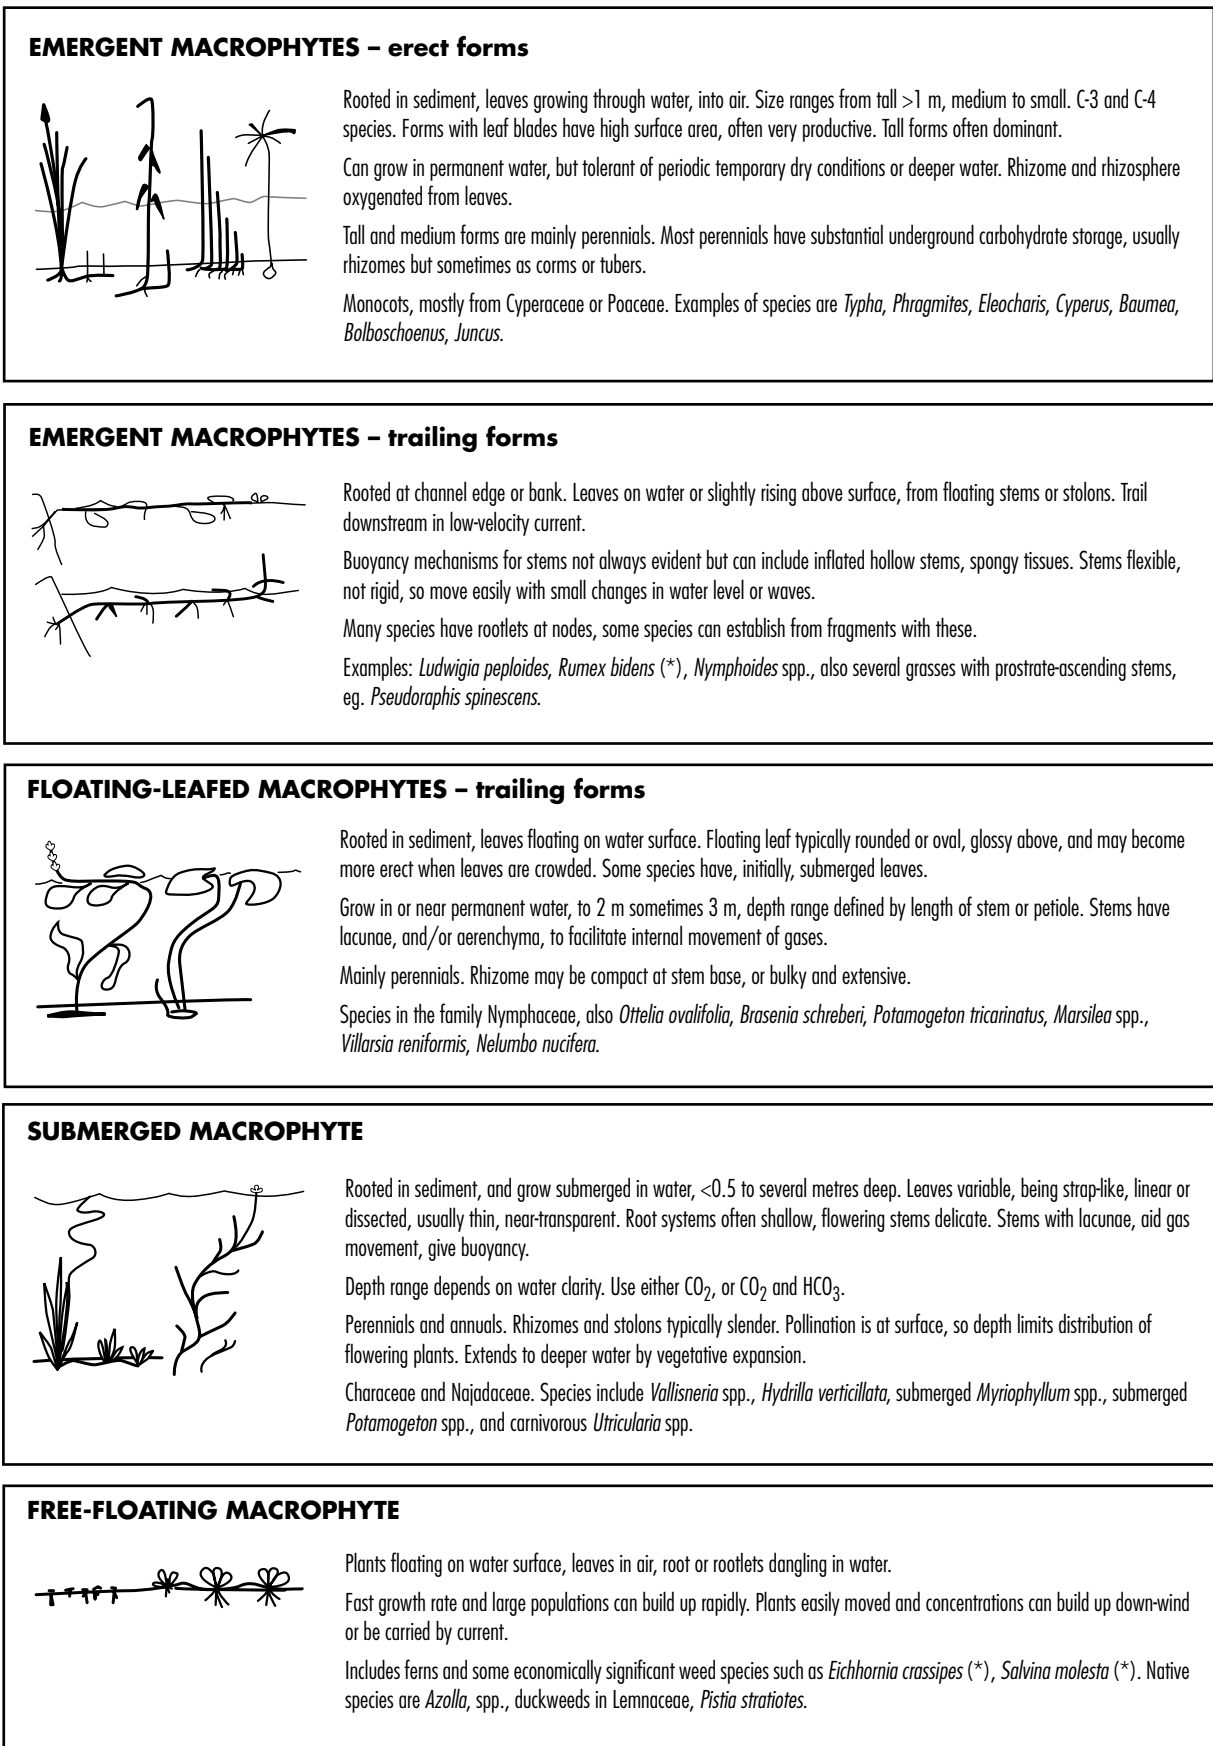 EMERGENT MACROPHYTES – erect forms
Rooted in sediment, leaves growing through water, into air. Size ranges from tall >1 m, medium to small. C-3 and C-4
species. Forms with leaf blades have high surface area, often very productive. Tall forms often dominant.
Can grow in permanent water, but tolerant of periodic temporary dry conditions or deeper water. Rhizome and rhizosphere
oxygenated from leaves.
Tall and medium forms are mainly perennials. Most perennials have substantial underground carbohydrate storage, usually
rhizomes but sometimes as corms or tubers.
Monocots, mostly from Cyperaceae or Poaceae. Examples of species are Typha, Phragmites, Eleocharis, Cyperus, Baumea,
Bolboschoenus, Juncus.
EMERGENT MACROPHYTES – trailing forms
Rooted at channel edge or bank. Leaves on water or slightly rising above surface, from floating stems or stolons. Trail
downstream in low-velocity current.
Buoyancy mechanisms for stems not always evident but can include inflated hollow stems, spongy tissues. Stems flexible,
not rigid, so move easily with small changes in water level or waves.
Many species have rootlets at nodes, some species can establish from fragments with these.
Examples: Ludwigia peploides, Rumex bidens (*), Nymphoides spp., also several grasses with prostrate-ascending stems,
eg. Pseudoraphis spinescens.
FLOATING-LEAFED MACROPHYTES – trailing forms
Rooted in sediment, leaves floating on water surface. Floating leaf typically rounded or oval, glossy above, and may become
more erect when leaves are crowded. Some species have, initially, submerged leaves.
Grow in or near permanent water, to 2 m sometimes 3 m, depth range defined by length of stem or petiole. Stems have
lacunae, and/or aerenchyma, to facilitate internal movement of gases.
Mainly perennials. Rhizome may be compact at stem base, or bulky and extensive.
Species in the family Nymphaceae, also Ottelia ovalifolia, Brasenia schreberi, Potamogeton tricarinatus, Marsilea spp.,
Villarsia reniformis, Nelumbo nucifera.
SUBMERGED MACROPHYTE
Rooted in sediment, and grow submerged in water, <0.5 to several metres deep. Leaves variable, being strap-like, linear or
dissected, usually thin, near-transparent. Root systems often shallow, flowering stems delicate. Stems with lacunae, aid gas
movement, give buoyancy.
Depth range depends on water clarity. Use either CO2, or CO2 and HCO3.
Perennials and annuals. Rhizomes and stolons typically slender. Pollination is at surface, so depth limits distribution of
flowering plants. Extends to deeper water by vegetative expansion.
Characeae and Najadaceae. Species include Vallisneria spp., Hydrilla verticillata, submerged Myriophyllum spp., submerged
Potamogeton spp., and carnivorous Utricularia spp.
FREE-FLOATING MACROPHYTE
Plants floating on water surface, leaves in air, root or rootlets dangling in water.
Fast growth rate and large populations can build up rapidly. Plants easily moved and concentrations can build up down-wind
or be carried by current.
Includes ferns and some economically significant weed species such as Eichhornia crassipes (*), Salvina molesta (*). Native
species are Azolla, spp., duckweeds in Lemnaceae, Pistia stratiotes.